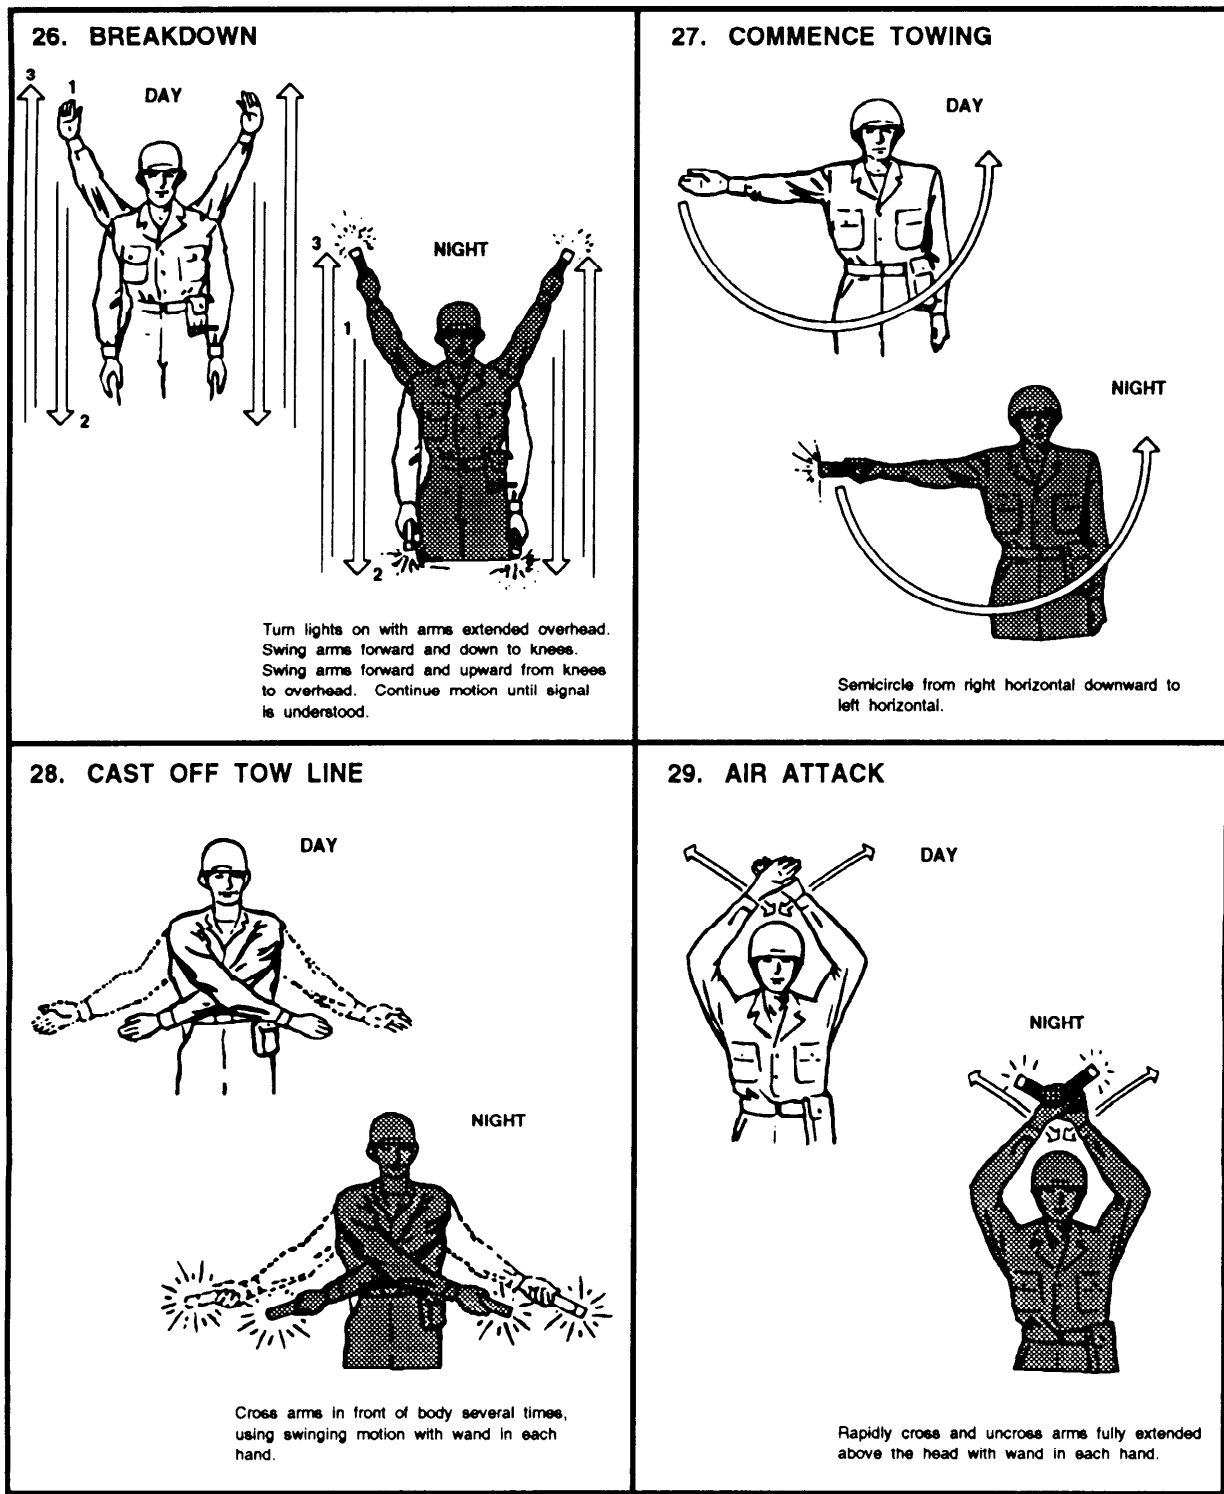 26. BREAKDOWN
3
1
DAY
2
3
NIGHT
1
2
Turn lights on with arms extended overhead.
Swing arms forward and down to knees.
Swing arms forward and upward from knees
to overhead. Continue motion until signal
is understood.
27. COMMENCE TOWING
DAY
NIGHT
Semicircle from right horizontal downward to
left horizontal.
28. CAST OFF TOW LINE
DAY
NIGHT
Cross arms in front of body several times,
using swinging motion with wand in each
hand.
29. AIR ATTACK
DAY
NIGHT
Rapidly cross and uncross arms fully extended
above the head with wand in each hand.